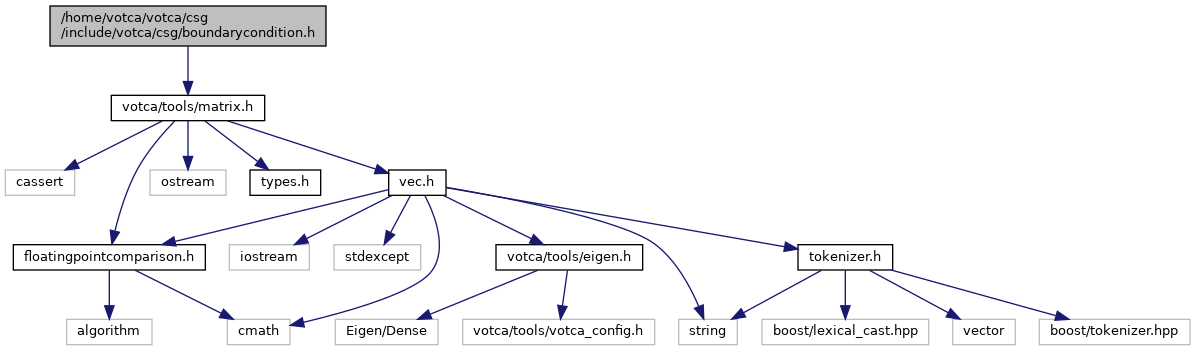 /home/votca/votca/csg
/include/votca/csg/boundarycondition.h
votca/tools/matrix.h
cassert
ostream
types.h
vec.h
floatingpointcomparison.h
iostream
stdexcept
votca/tools/eigen.h
tokenizer.h
algorithm
cmath
Eigen/Dense
votca/tools/votca_config.h
string
boost/lexical_cast.hpp
vector
boost/tokenizer.hpp